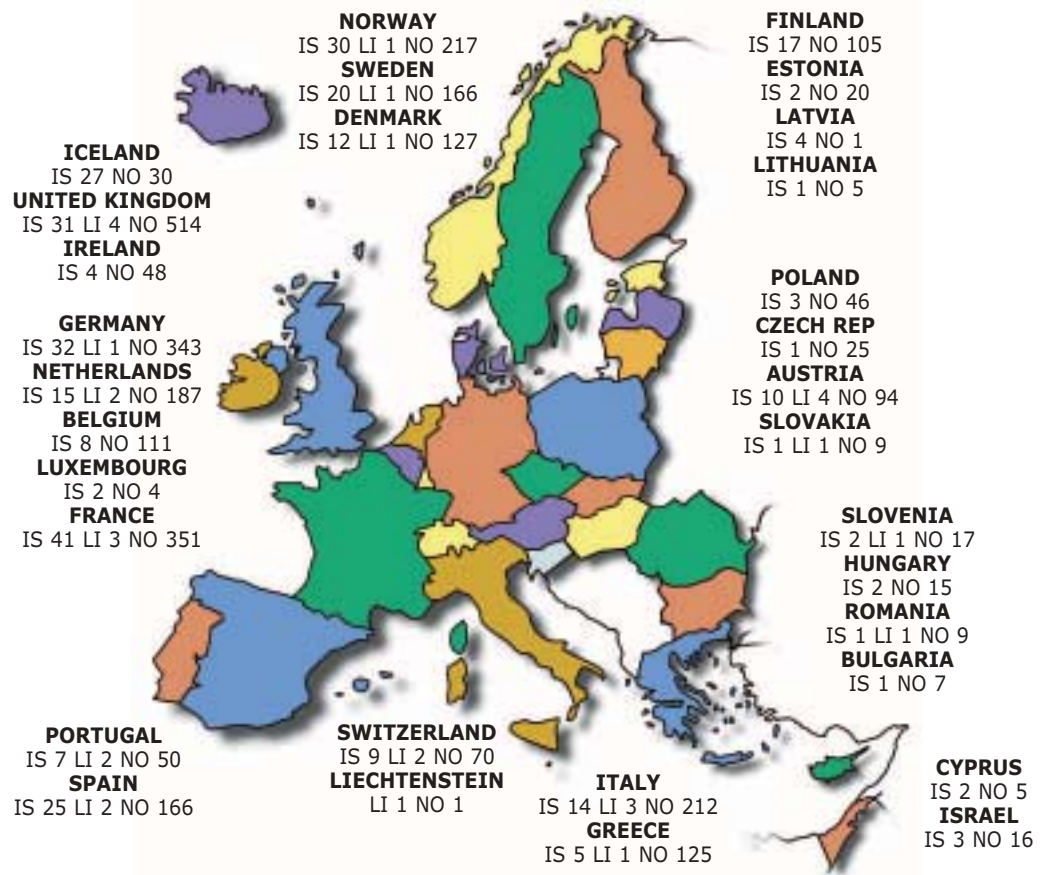 NORWAY
IS 30 LI 1 NO 217
SWEDEN
IS 20 LI 1 NO 166
DENMARK
IS 12 LI 1 NO 127
FINLAND
IS 17 NO 105
ESTONIA
IS 2 NO 20
LATVIA
IS 4 NO 1
LITHUANIA
IS 1 NO 5
ICELAND
IS 27 NO 30
UNITED KINGDOM
IS 31 LI 4 NO 514
IRELAND
IS 4 NO 48
GERMANY
IS 32 LI 1 NO 343
NETHERLANDS
IS 15 LI 2 NO 187
BELGIUM
IS 8 NO 111
LUXEMBOURG
IS 2 NO 4
FRANCE
IS 41 LI 3 NO 351
POLAND
IS 3 NO 46
CZECH REP
IS 1 NO 25
AUSTRIA
IS 10 LI 4 NO 94
SLOVAKIA
IS 1 LI 1 NO 9
SLOVENIA
IS 2 LI 1 NO 17
HUNGARY
IS 2 NO 15
ROMANIA
IS 1 LI 1 NO 9
BULGARIA
IS 1 NO 7
PORTUGAL
IS 7 LI 2 NO 50
SPAIN
IS 25 LI 2 NO 166
SWITZERLAND
IS 9 LI 2 NO 70
LIECHTENSTEIN
LI 1 NO 1
ITALY
IS 14 LI 3 NO 212
GREECE
IS 5 LI 1 NO 125
CYPRUS
IS 2 NO 5
ISRAEL
IS 3 NO 16